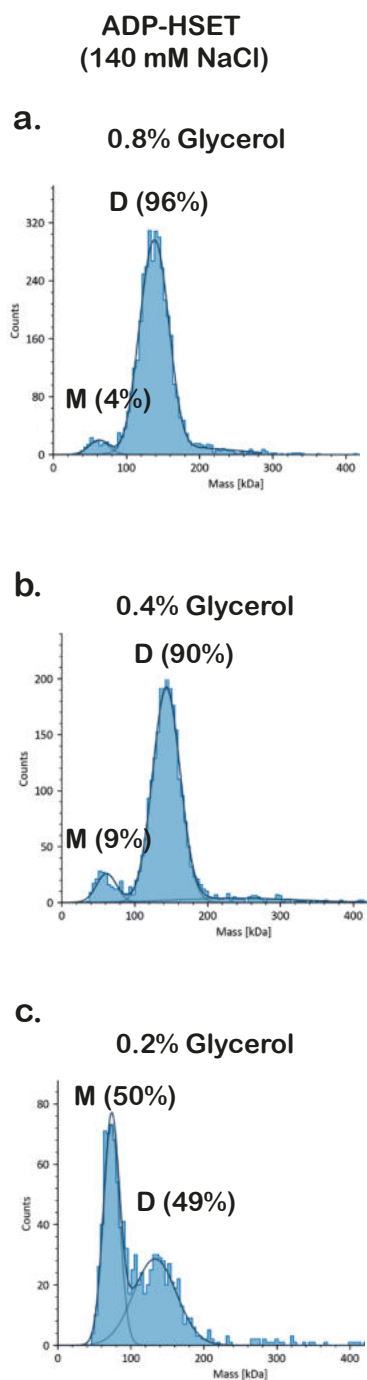 ADP-HSET
(140 mM NaCl)
a.
0.8% Glycerol
D (96%)
M (4%)
Counts
320
240
160
80
0
0 100 200 300 400
Mass [kDa]
b.
0.4% Glycerol
D (90%)
M (9%)
Counts
200
150
100
50
0
0 100 200 300 400
Mass [kDa]
c.
0.2% Glycerol
M (50%)
D (49%)
Counts
80
60
40
20
0
0 100 200 300 400
Mass [kDa]